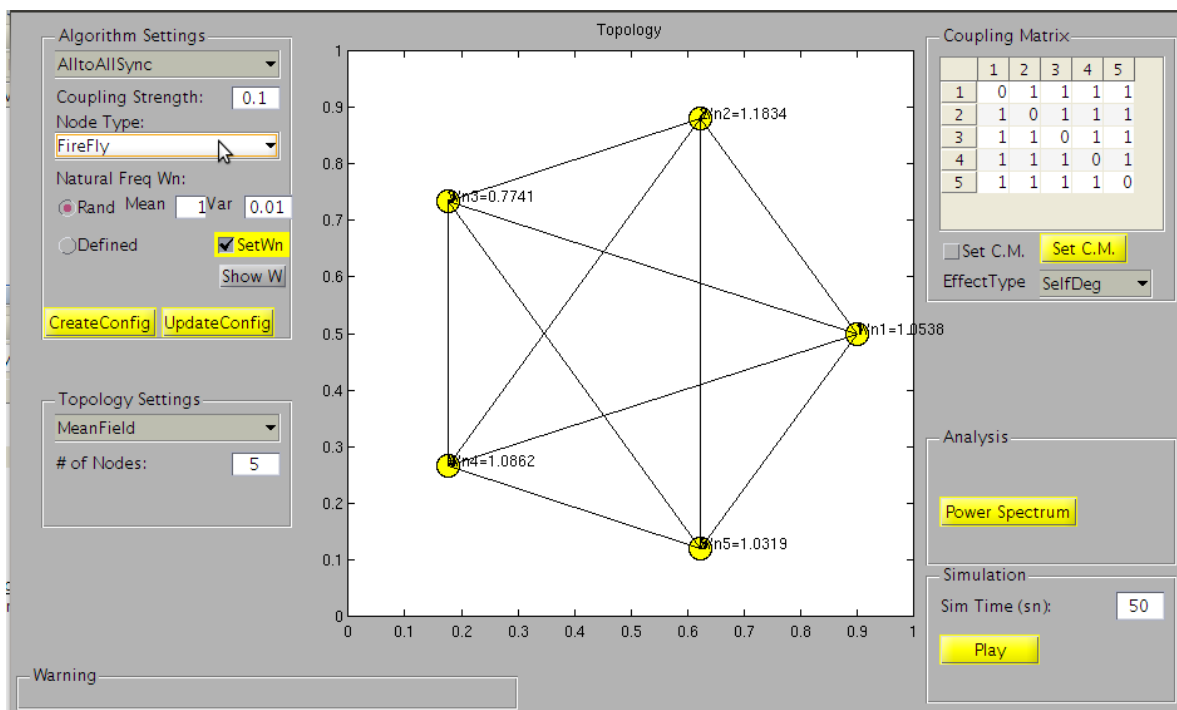 Algorithm Settings
AlltoAllSync
Coupling Strength: 0.1
Node Type:
FireFly
Natural Freq Wn:
Rand Mean 1 Var 0.01
Defined SetWn
Show W
CreateConfig UpdateConfig
Topology Settings
MeanField
# of Nodes: 5
Topology
1
0.9
0.8
0.7
0.6
0.5
0.4
0.3
0.2
0.1
0
0 0.1 0.2 0.3 0.4 0.5 0.6 0.7 0.8 0.9 1
Wn2=1.1834
Wn3=0.7741
Wn1=1.0538
Wn4=1.0862
Wn5=1.0319
Coupling Matrix
1 2 3 4 5
1 0 1 1 1 1
2 1 0 1 1 1
3 1 1 0 1 1
4 1 1 1 0 1
5 1 1 1 1 0
Set C.M. Set C.M.
EffectType SelfDeg
Analysis
Power Spectrum
Simulation
Sim Time (sn): 50
Play
Warning